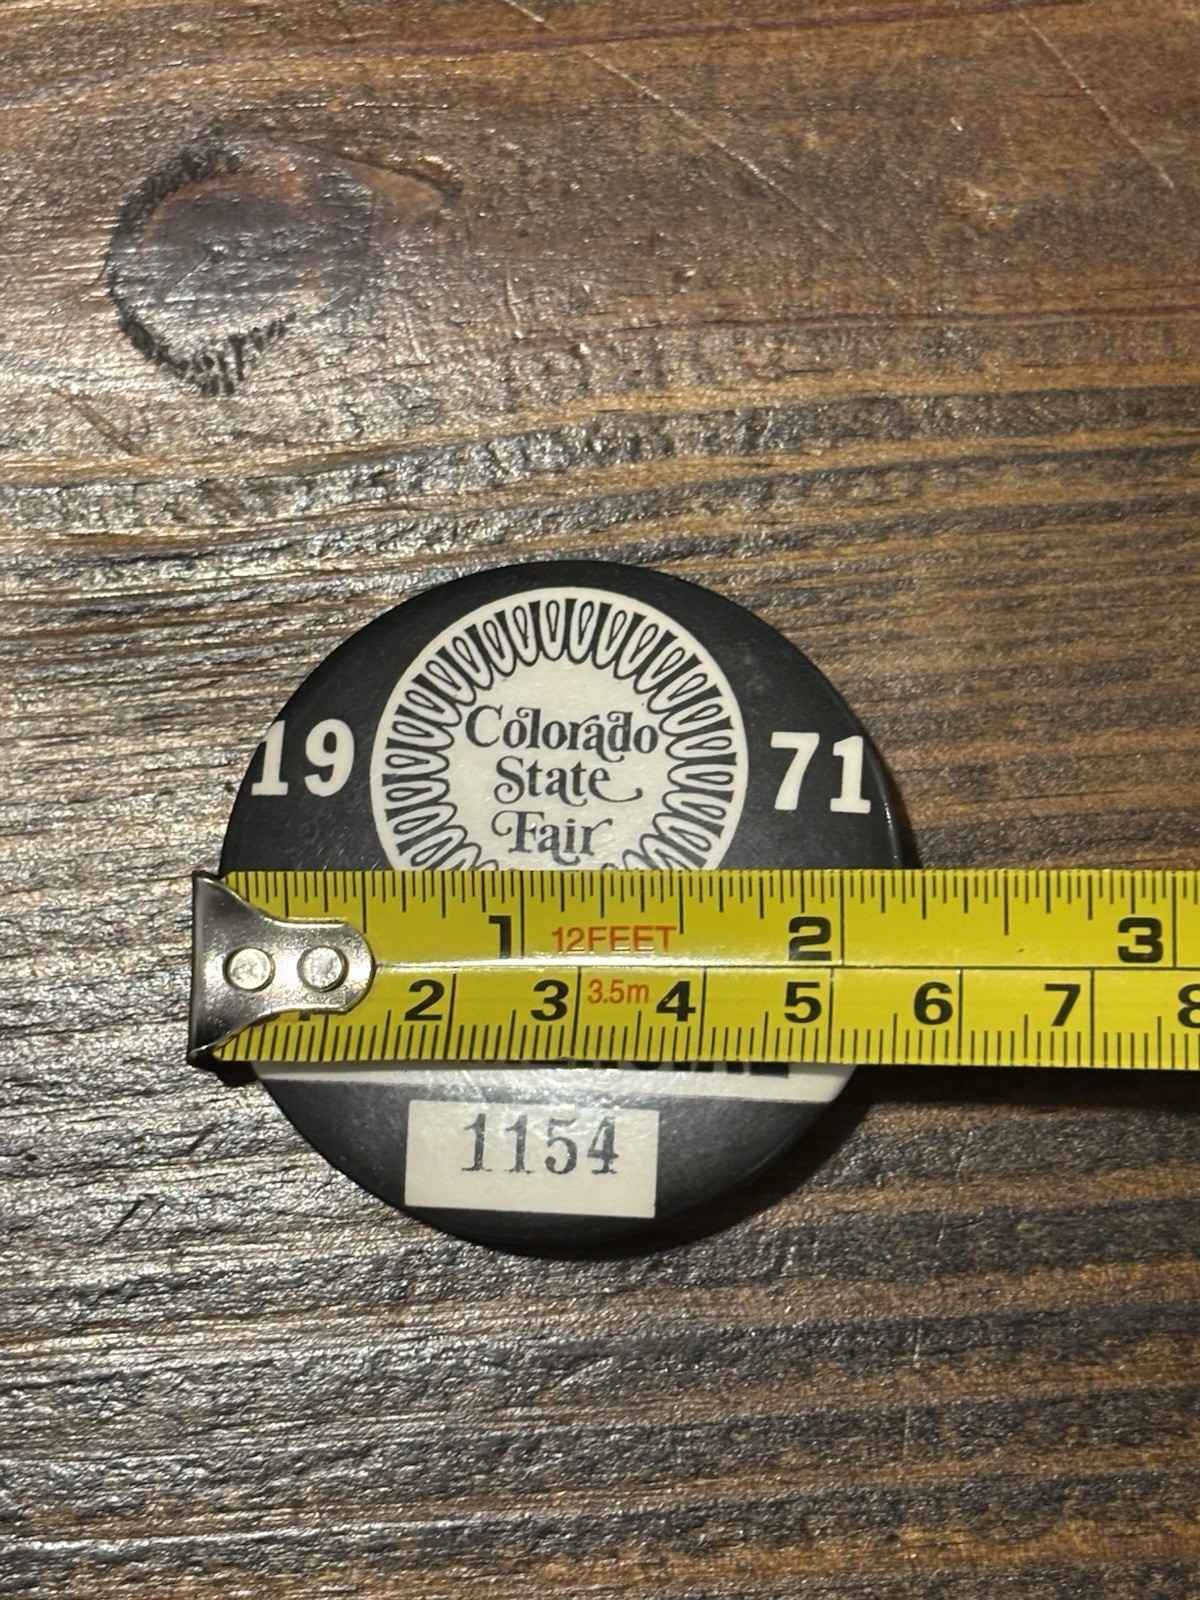 19 71
Colorado
State
Fair
1 12FEET 2 3
1 2 3 3.5m 4 5 6 7 8
1154